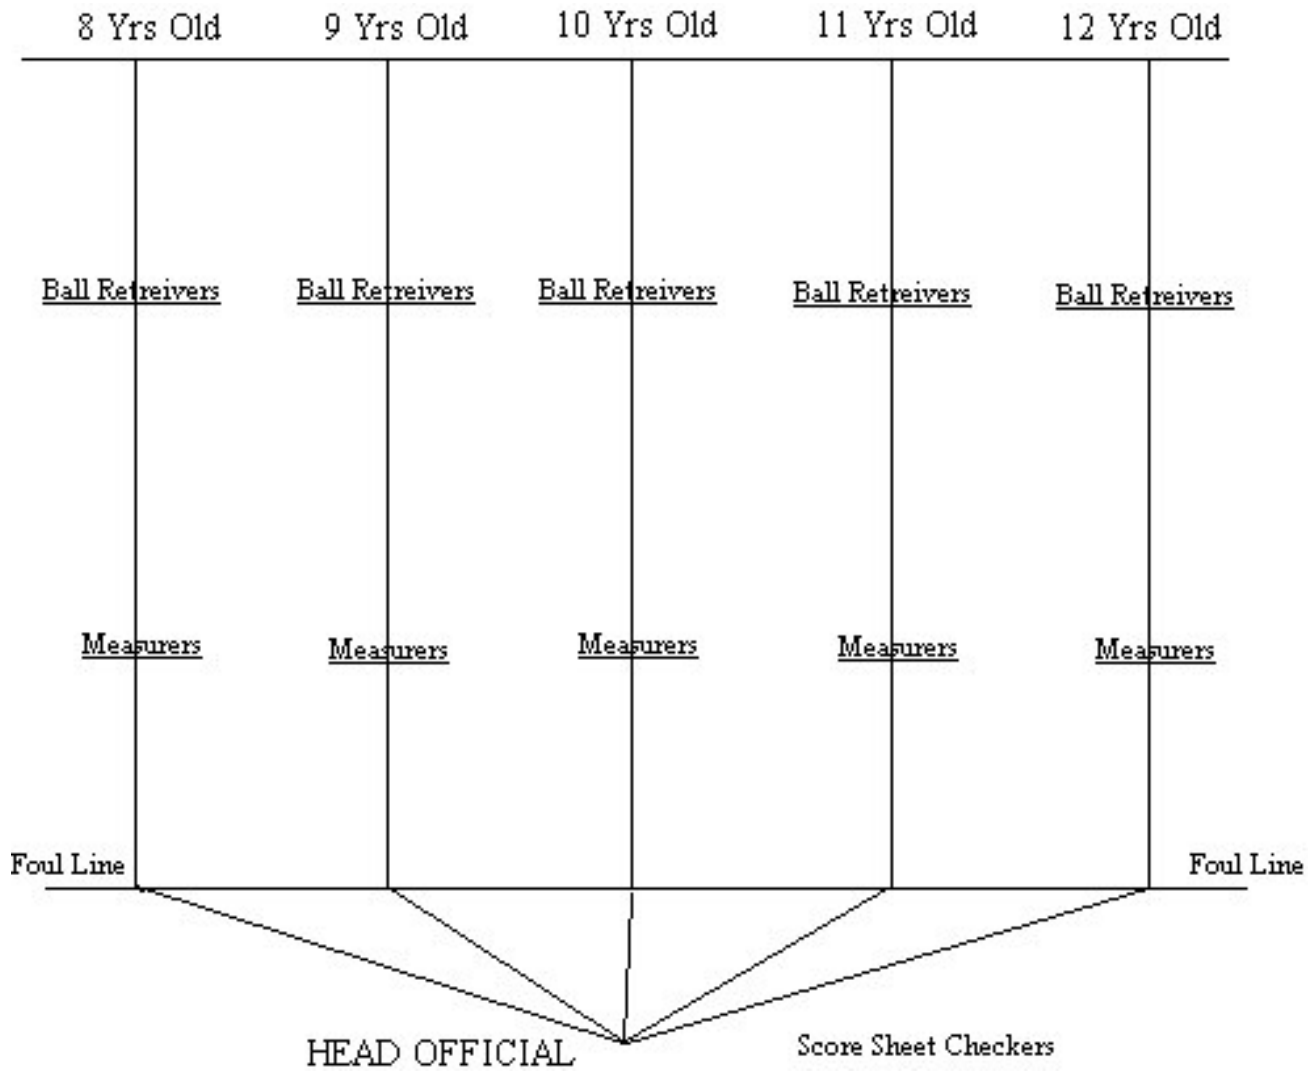 8 Yrs Old 9 Yrs Old 10 Yrs Old 11 Yrs Old 12 Yrs Old
Ball Retreivers Ball Retreivers Ball Retreivers Ball Retreivers Ball Retreivers
Measurers Measurers Measurers Measurers Measurers
Foul Line Foul Line
HEAD OFFICIAL Score Sheet Checkers